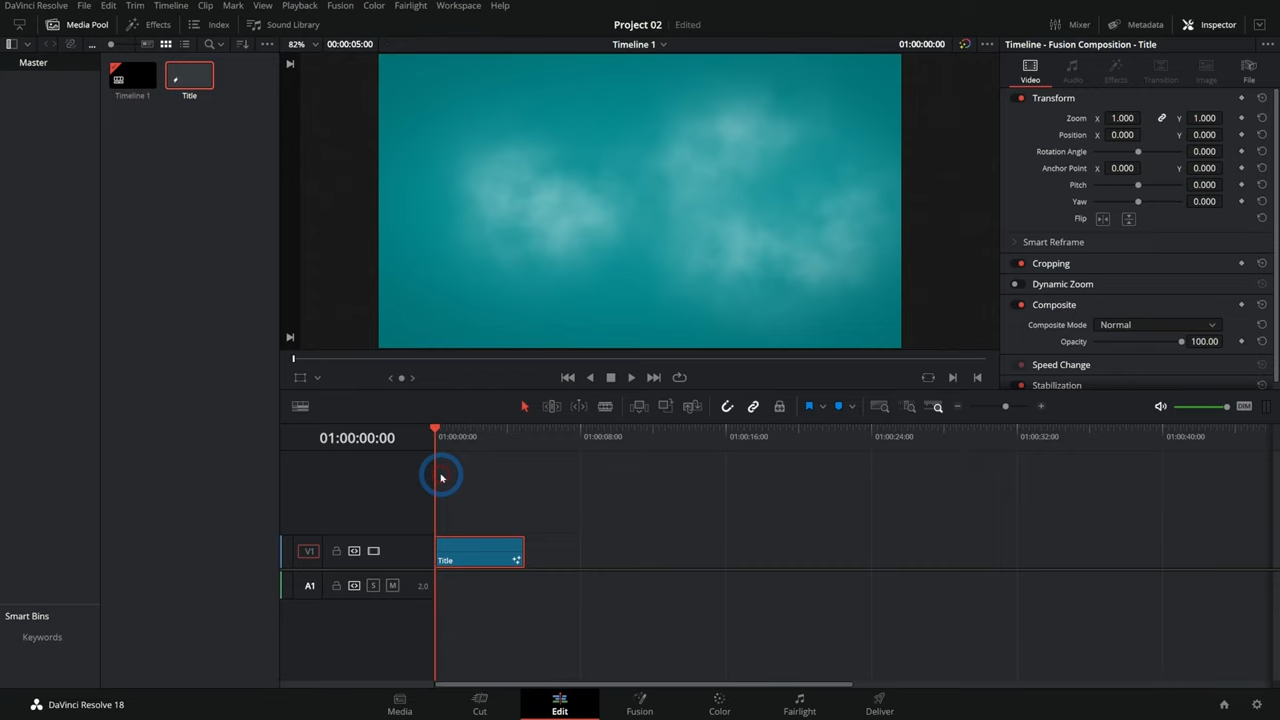 DaVinci Resolve File Edit Trim Timeline Clip Mark View Playback Fusion Color Fairlight Workspace Help
Media Pool Effects Index Sound Library Project 02 Edited Mixer Metadata Inspector
... 82% 00:00:05:00 Timeline 1 01:00:00:00 Timeline - Fusion Composition - Title
Master
Timeline 1 Title
Video Audio Effects Transition Image File
Transform
Zoom X 1.000 Y 1.000
Position X 0.000 Y 0.000
Rotation Angle 0.000
Anchor Point X 0.000 Y 0.000
Pitch 0.000
Yaw 0.000
Flip
Smart Reframe
Cropping
Dynamic Zoom
Composite
Composite Mode Normal
Opacity 100.00
Speed Change
Stabilization
DIM
01:00:00:00 01:00:00:00 01:00:08:00 01:00:16:00 01:00:24:00 01:00:32:00 01:00:40:00
V1 Title
A1 S M 2.0
Smart Bins
Keywords
DaVinci Resolve 18 Media Cut Edit Fusion Color Fairlight Deliver